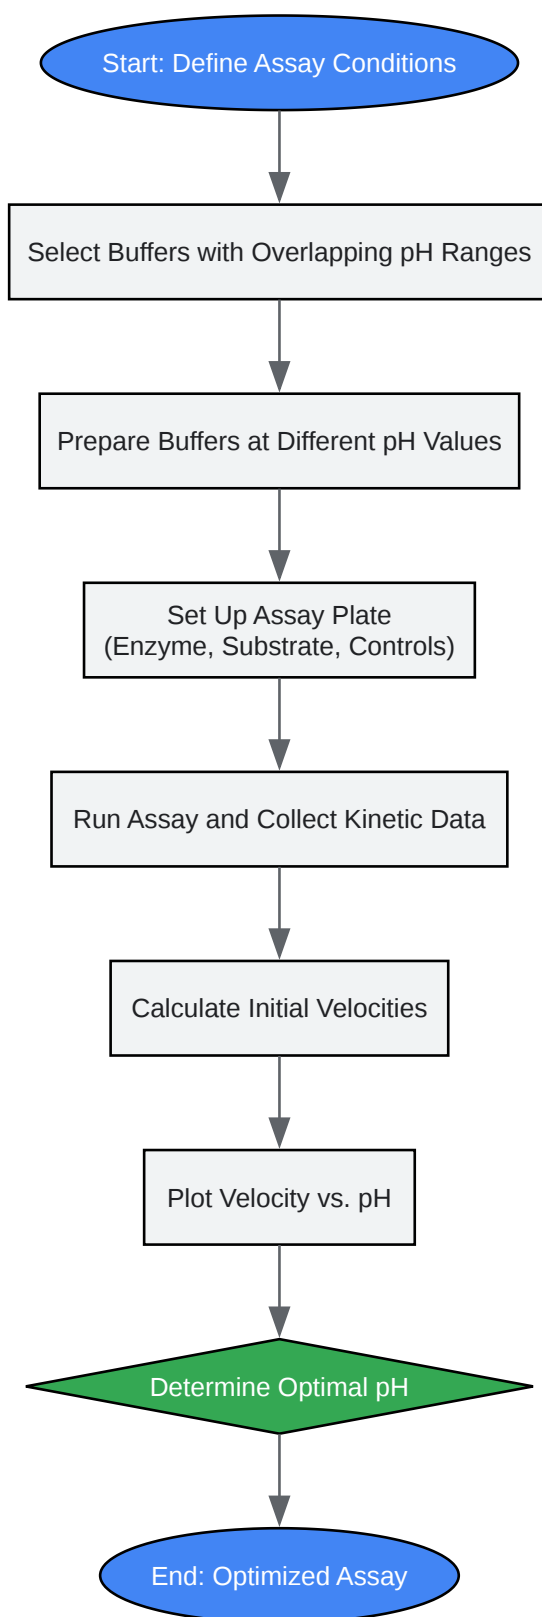 Start: Define Assay Conditions
Select Buffers with Overlapping pH Ranges
Prepare Buffers at Different pH Values
Set Up Assay Plate
(Enzyme, Substrate, Controls)
Run Assay and Collect Kinetic Data
Calculate Initial Velocities
Plot Velocity vs. pH
Determine Optimal pH
End: Optimized Assay